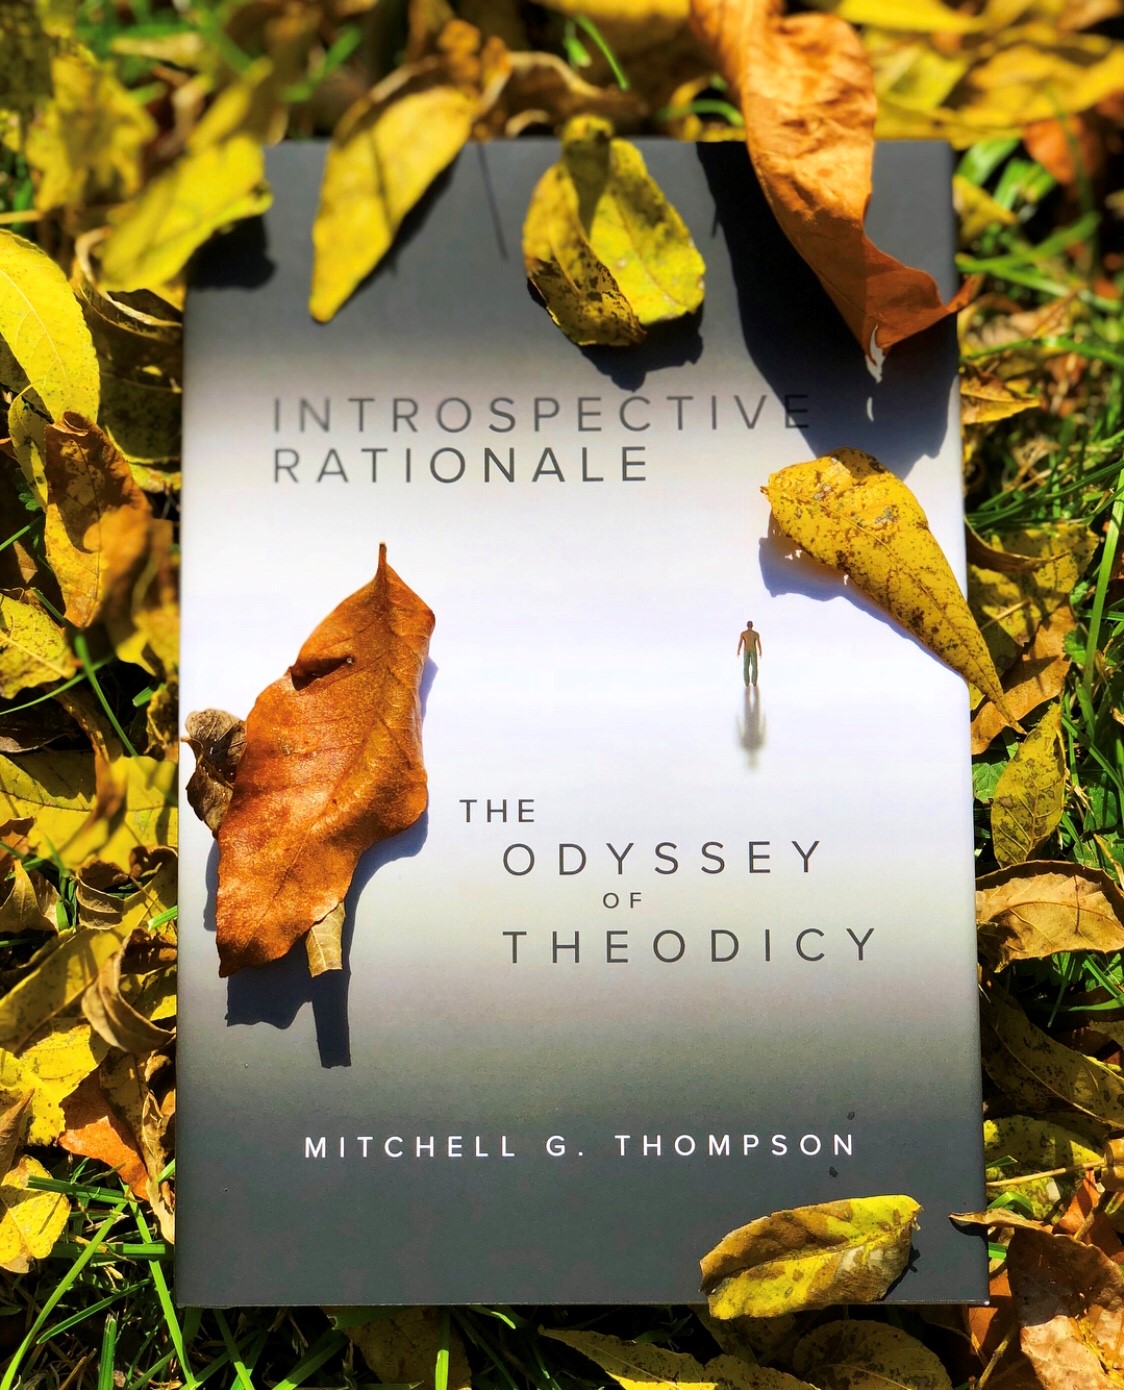 INTROSPECTIVE
RATIONALE
THE
ODYSSEY
OF
THEODICY
MITCHELL G. THOMPSON